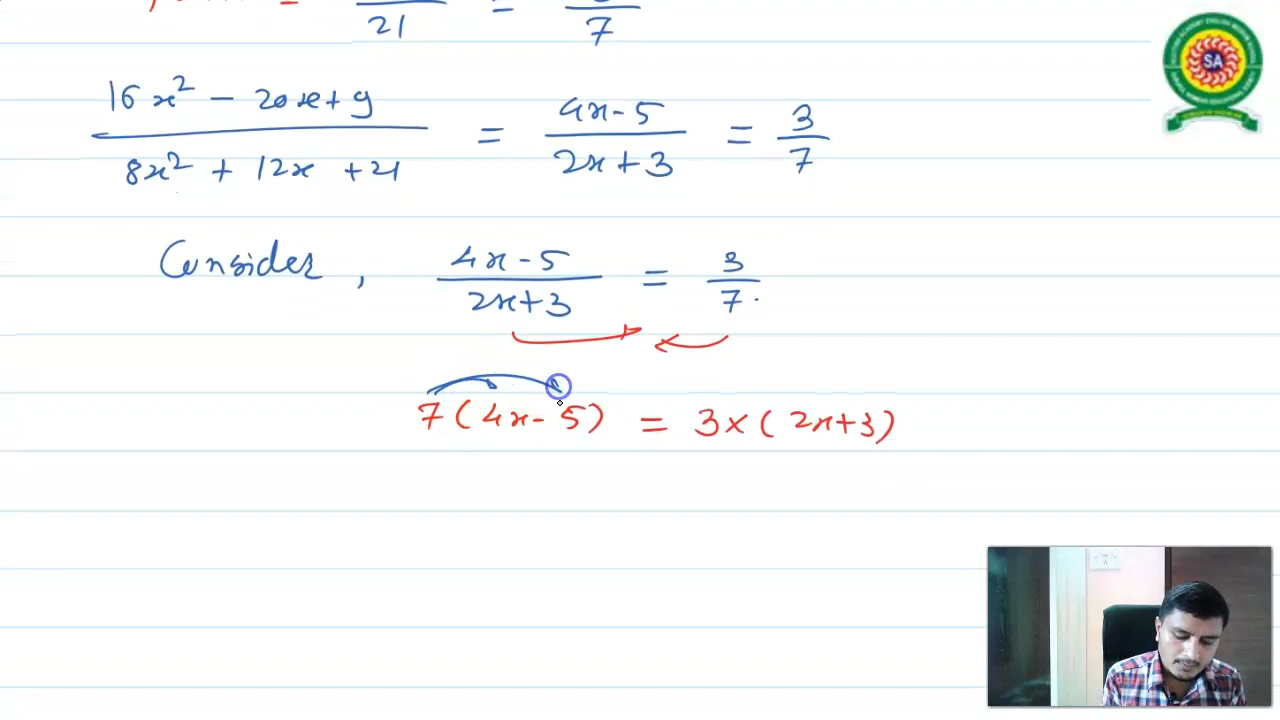 21 7
16x² - 20x+9 / 8x² + 12x + 21 = 4x-5 / 2x+3 = 3/7
Consider, 4x-5 / 2x+3 = 3/7.
7(4x-5) = 3×(2x+3)
SA